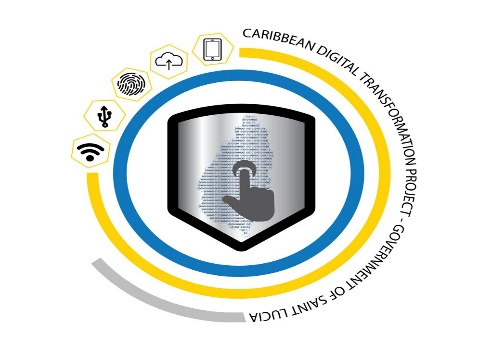 CARIBBEAN DIGITAL TRANSFORMATION PROJECT - GOVERNMENT OF SAINT LUCIA